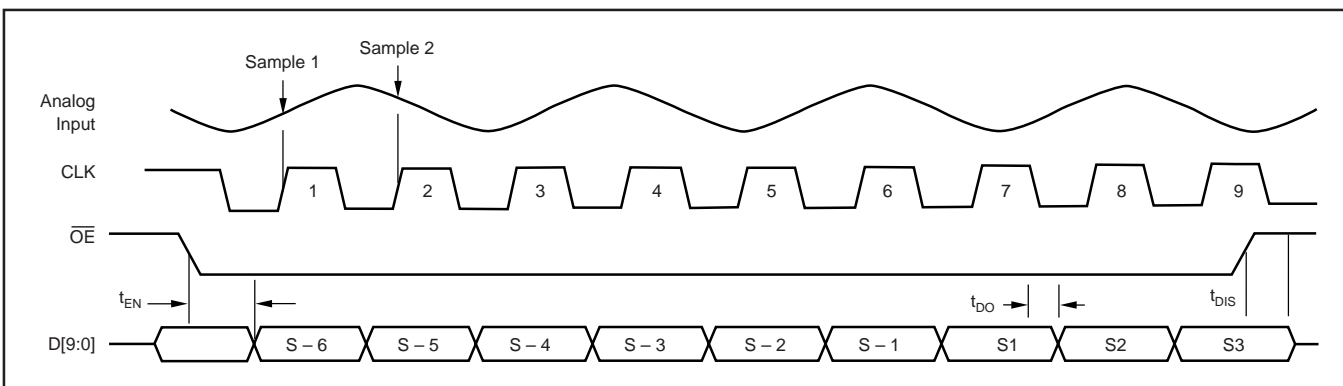 Sample 1
Sample 2
Analog
Input
CLK
1 2 3 4 5 6 7 8 9
OE
tEN
tDO
tDIS
D[9:0]
S – 6 S – 5 S – 4 S – 3 S – 2 S – 1 S1 S2 S3